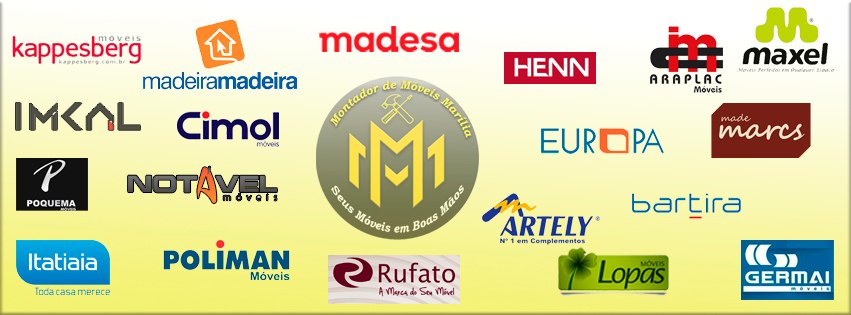 móveis
kappesberg
kappesberg.com.br
madeiramadeira
madesa
HENN
im
ARAPLAC
Móveis
m
maxel
IMCAL
Cimol
móveis
Montador de Móveis Marília
MM
Seus Móveis em Boas Mãos
EUROPA
made
marcs
P
POQUEMA
MÓVEIS
NOTÁVEL
móveis
ARTELY®
Nº 1 em Complementos
bartira
Itatiaia
Toda casa merece
POLIMAN
Móveis
Rufato
A Marca do Seu Móvel
MÓVEIS
Lopas
GERMAI
móveis